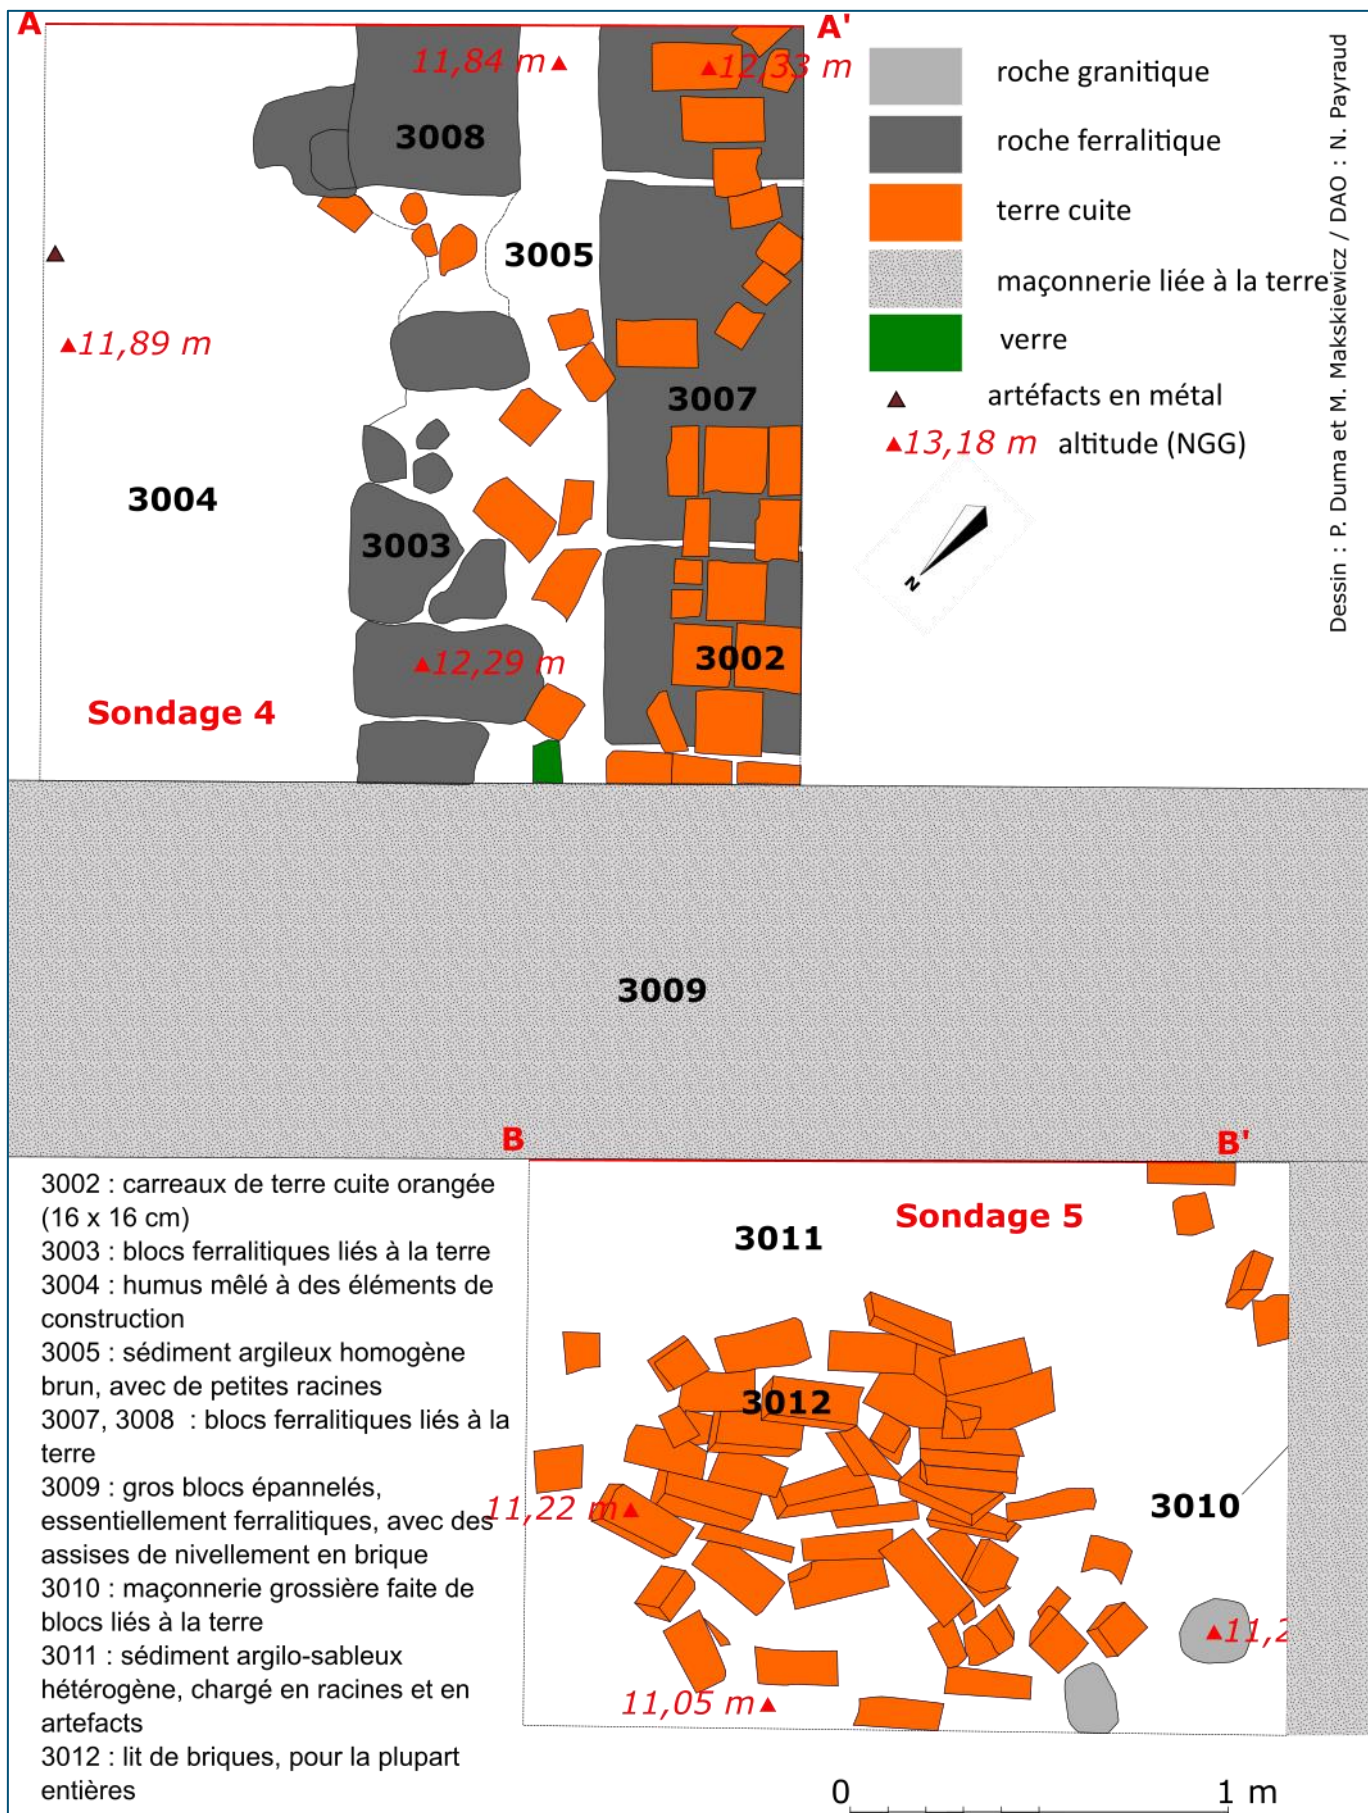 A
A'
11,84 m
12,33 m
3008
3005
11,89 m
3007
3004
3003
3002
12,29 m
Sondage 4
roche granitique
roche ferralitique
terre cuite
maçonnerie liée à la terre
verre
artéfacts en métal
13,18 m altitude (NGG)
N
Dessin : P. Duma et M. Makskiewicz / DAO : N. Payraud
3009
B
B'
Sondage 5
3011
3012
11,22 m
3010
11,2
11,05 m
3002 : carreaux de terre cuite orangée
(16 x 16 cm)
3003 : blocs ferralitiques liés à la terre
3004 : humus mêlé à des éléments de
construction
3005 : sédiment argileux homogène
brun, avec de petites racines
3007, 3008 : blocs ferralitiques liés à la
terre
3009 : gros blocs épannelés,
essentiellement ferralitiques, avec des
assises de nivellement en brique
3010 : maçonnerie grossière faite de
blocs liés à la terre
3011 : sédiment argilo-sableux
hétérogène, chargé en racines et en
artefacts
3012 : lit de briques, pour la plupart
entières
0 1 m